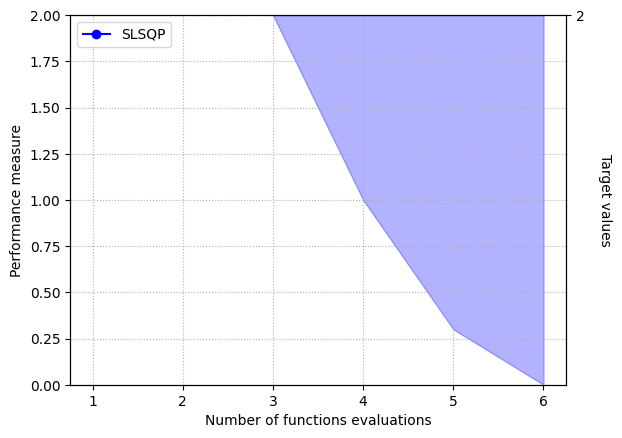 2.00
1.75
1.50
1.25
1.00
0.75
0.50
0.25
0.00
Performance measure
SLSQP
1 2 3 4 5 6
Number of functions evaluations
2
Target values